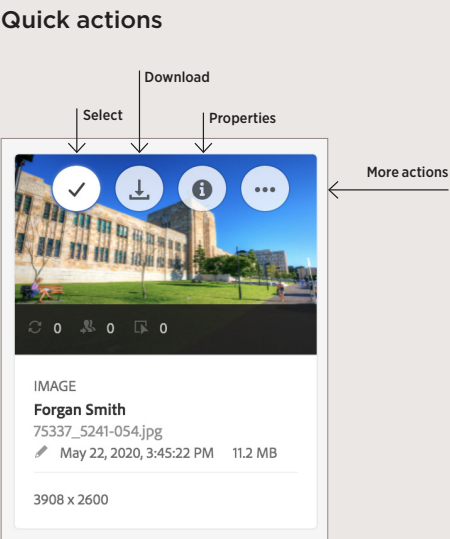 Quick actions
Download
Select
Properties
More actions
0 0 0
IMAGE
Forgan Smith
75337_5241-054.jpg
May 22, 2020, 3:45:22 PM 11.2 MB
3908 x 2600